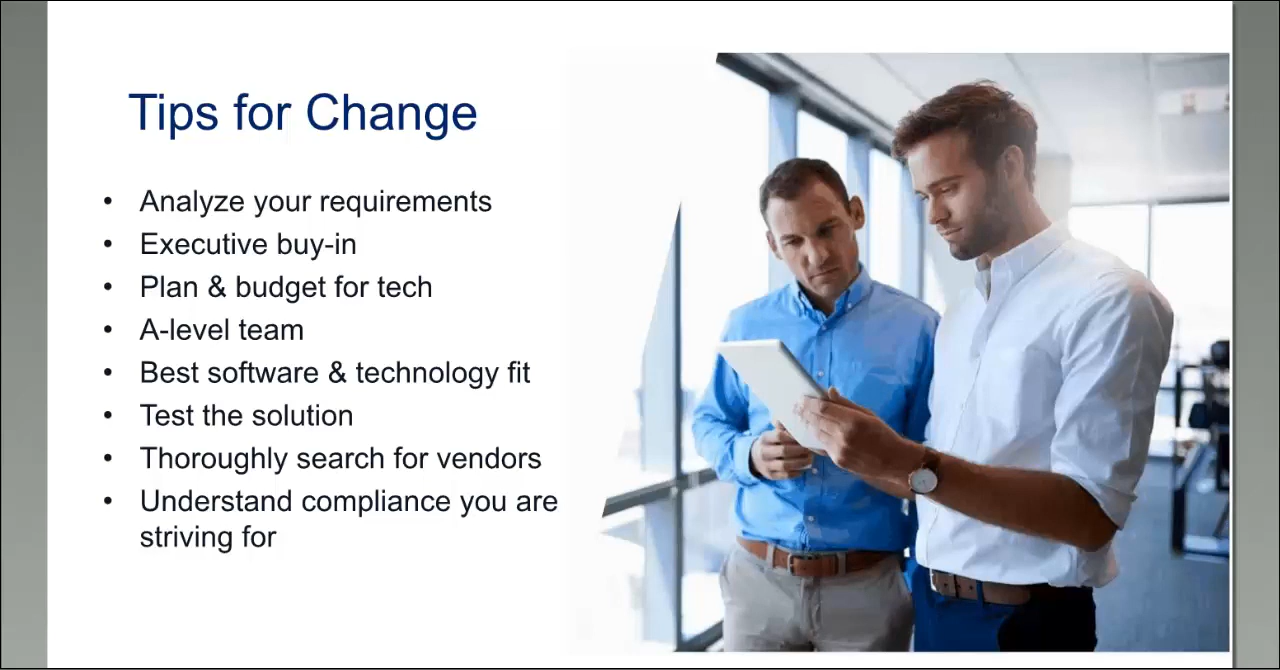 Tips for Change
• Analyze your requirements
• Executive buy-in
• Plan & budget for tech
• A-level team
• Best software & technology fit
• Test the solution
• Thoroughly search for vendors
• Understand compliance you are
striving for